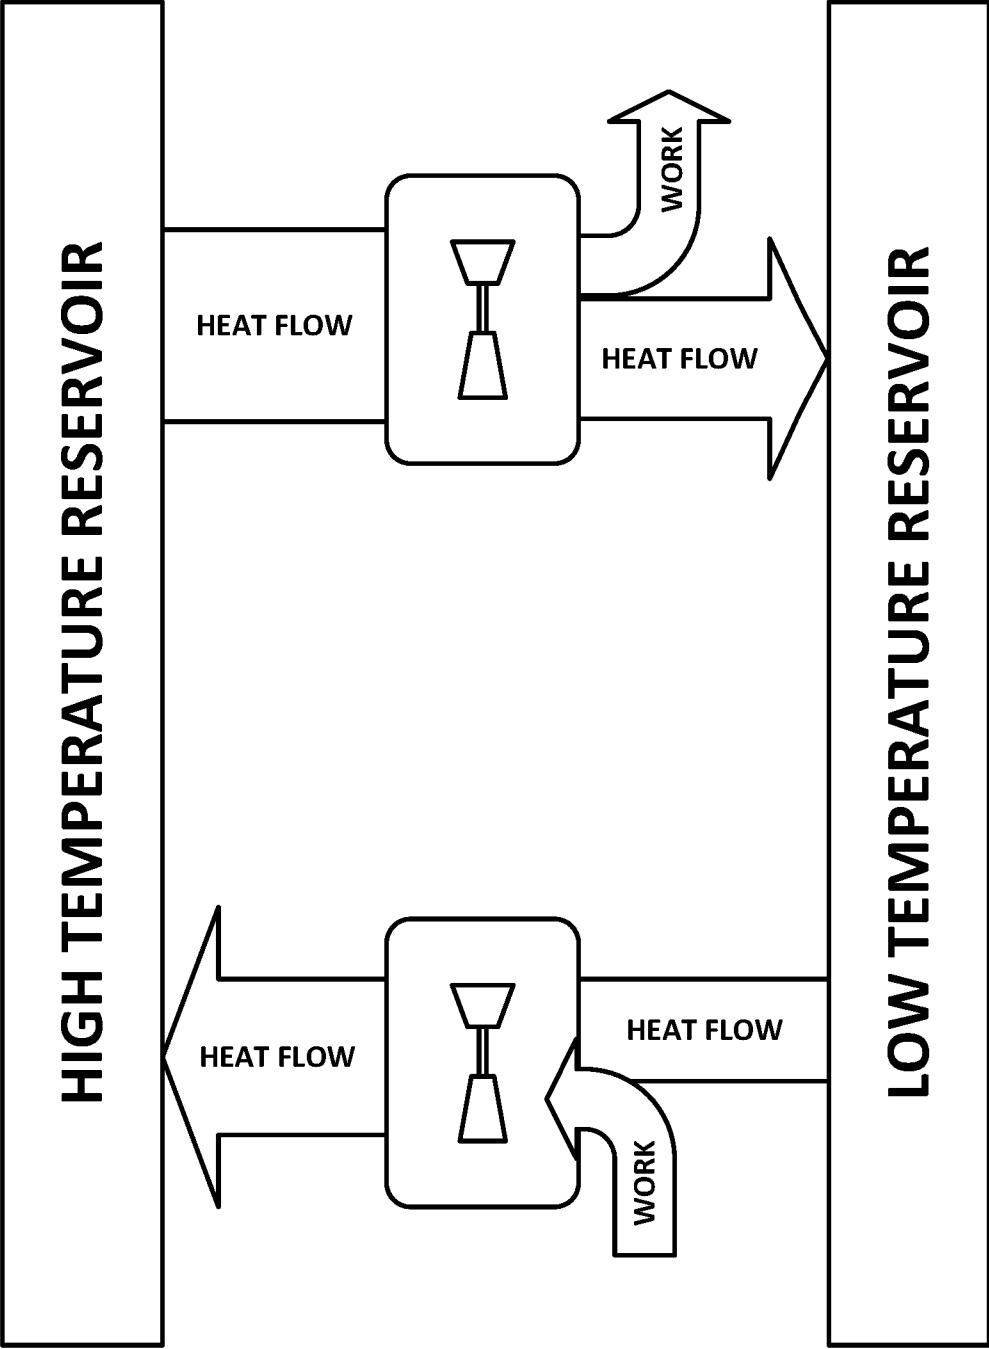 HIGH TEMPERATURE RESERVOIR
WORK
HEAT FLOW
HEAT FLOW
LOW TEMPERATURE RESERVOIR
HEAT FLOW
HEAT FLOW
WORK